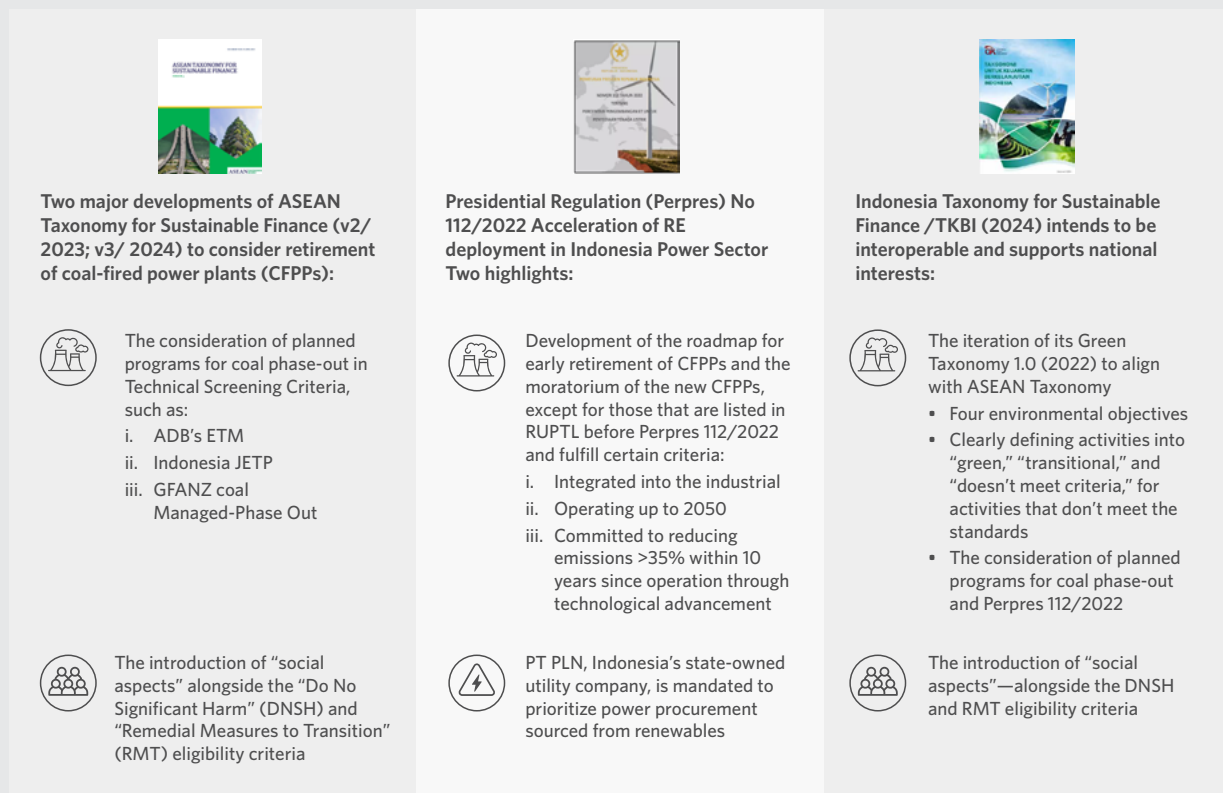 ASEAN TAXONOMY FOR
SUSTAINABLE FINANCE
ASEAN
Two major developments of ASEAN
Taxonomy for Sustainable Finance (v2/
2023; v3/ 2024) to consider retirement
of coal-fired power plants (CFPPs):
The consideration of planned
programs for coal phase-out in
Technical Screening Criteria,
such as:
i. ADB’s ETM
ii. Indonesia JETP
iii. GFANZ coal
Managed-Phase Out
The introduction of “social
aspects” alongside the “Do No
Significant Harm” (DNSH) and
“Remedial Measures to Transition”
(RMT) eligibility criteria
Presidential Regulation (Perpres) No
112/2022 Acceleration of RE
deployment in Indonesia Power Sector
Two highlights:
Development of the roadmap for
early retirement of CFPPs and the
moratorium of the new CFPPs,
except for those that are listed in
RUPTL before Perpres 112/2022
and fulfill certain criteria:
i. Integrated into the industrial
ii. Operating up to 2050
iii. Committed to reducing
emissions >35% within 10
years since operation through
technological advancement
PT PLN, Indonesia’s state-owned
utility company, is mandated to
prioritize power procurement
sourced from renewables
TAKSONOMI
UNTUK KEUANGAN
BERKELANJUTAN
INDONESIA
Indonesia Taxonomy for Sustainable
Finance /TKBI (2024) intends to be
interoperable and supports national
interests:
The iteration of its Green
Taxonomy 1.0 (2022) to align
with ASEAN Taxonomy
• Four environmental objectives
• Clearly defining activities into
“green,” “transitional,” and
“doesn’t meet criteria,” for
activities that don’t meet the
standards
• The consideration of planned
programs for coal phase-out
and Perpres 112/2022
The introduction of “social
aspects”—alongside the DNSH
and RMT eligibility criteria